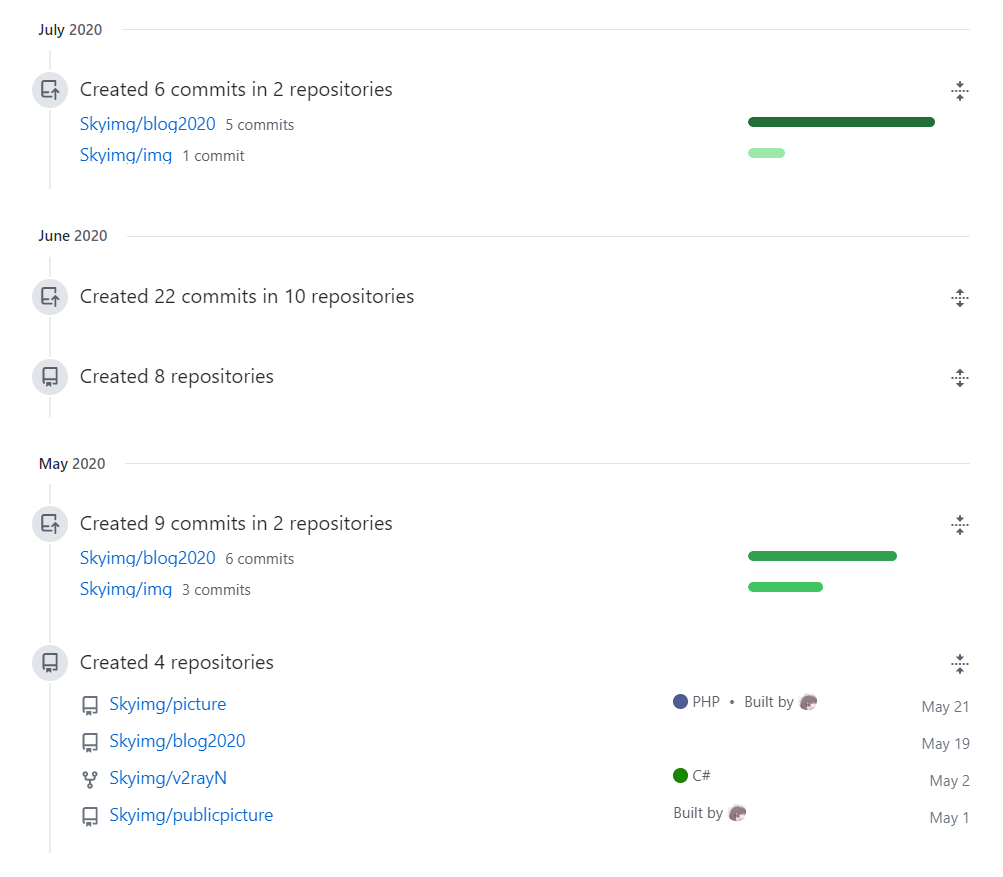 July 2020
Created 6 commits in 2 repositories
Skyimg/blog2020 5 commits
Skyimg/img 1 commit
June 2020
Created 22 commits in 10 repositories
Created 8 repositories
May 2020
Created 9 commits in 2 repositories
Skyimg/blog2020 6 commits
Skyimg/img 3 commits
Created 4 repositories
Skyimg/picture PHP • Built by May 21
Skyimg/blog2020 May 19
Skyimg/v2rayN C# May 2
Skyimg/publicpicture Built by May 1